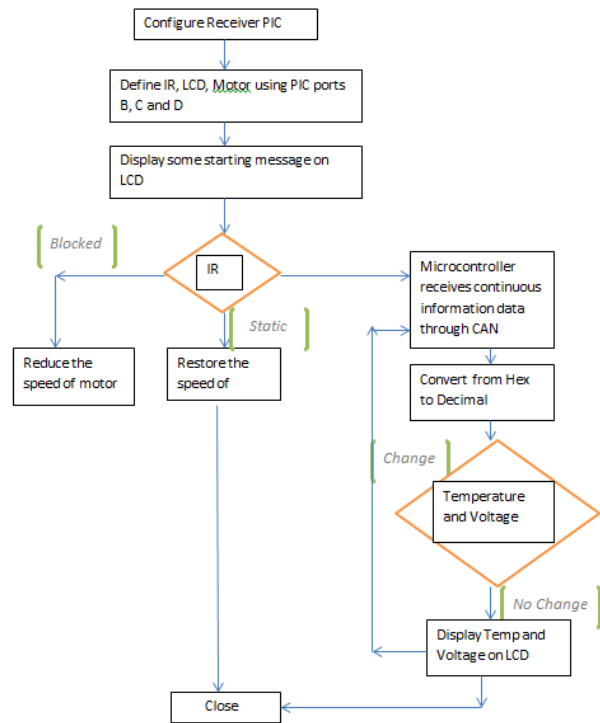 Configure Receiver PIC
Define IR, LCD, Motor using PIC ports
B, C and D
Display some starting message on
LCD
Blocked
IR
Microcontroller
receives continuous
information data
through CAN
Static
Reduce the
speed of motor
Restore the
speed of
Convert from Hex
to Decimal
Change
Temperature
and Voltage
No Change
Display Temp and
Voltage on LCD
Close